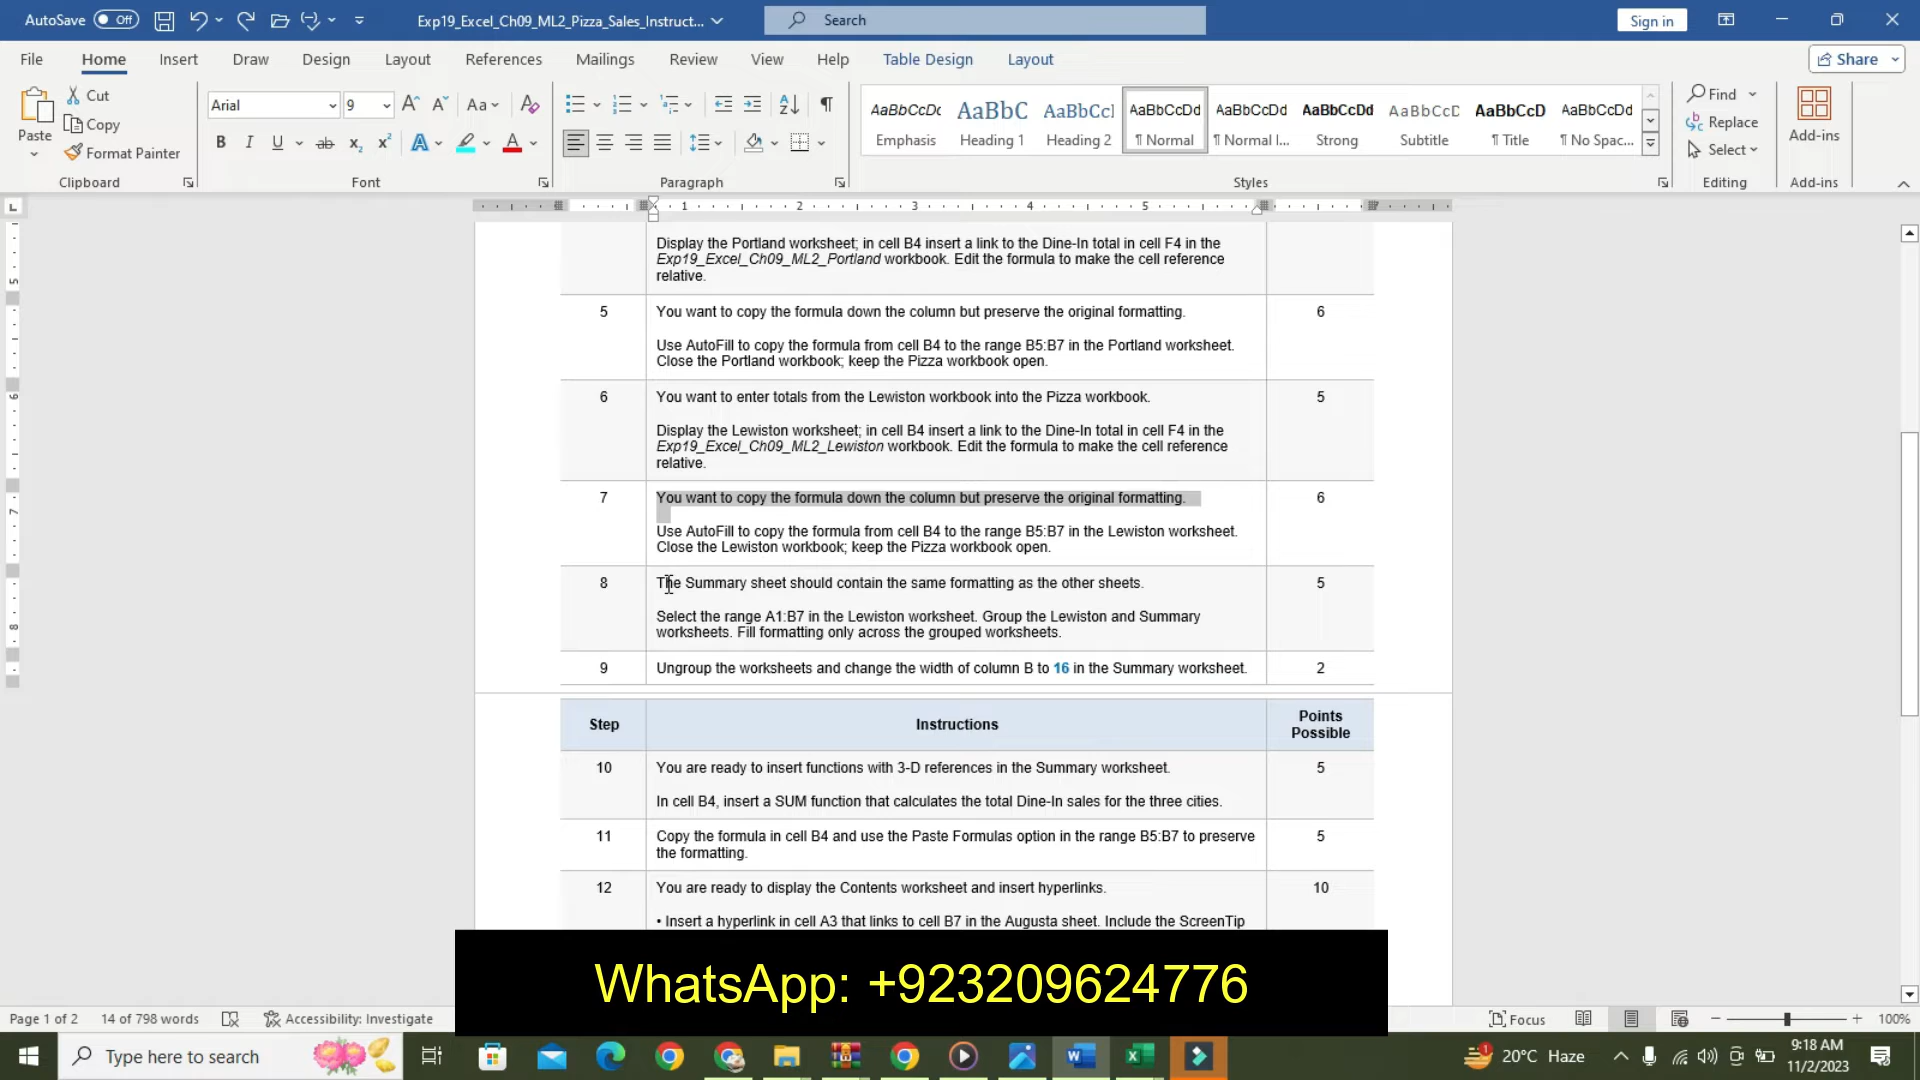 AutoSave Off Exp19_Excel_Ch09_ML2_Pizza_Sales_Instruct... Search Sign in
File Home Insert Draw Design Layout References Mailings Review View Help Table Design Layout Share
Paste Cut Copy Format Painter
Arial 9
B I U
Emphasis Heading 1 Heading 2 ¶ Normal ¶ Normal I... Strong Subtitle ¶ Title ¶ No Spac...
Find Replace Select Add-ins
Clipboard Font Paragraph Styles Editing Add-ins
1 2 3 4 5
Display the Portland worksheet; in cell B4 insert a link to the Dine-In total in cell F4 in the
Exp19_Excel_Ch09_ML2_Portland workbook. Edit the formula to make the cell reference
relative.
5 You want to copy the formula down the column but preserve the original formatting. 6
Use AutoFill to copy the formula from cell B4 to the range B5:B7 in the Portland worksheet.
Close the Portland workbook; keep the Pizza workbook open.
6 You want to enter totals from the Lewiston workbook into the Pizza workbook. 5
Display the Lewiston worksheet; in cell B4 insert a link to the Dine-In total in cell F4 in the
Exp19_Excel_Ch09_ML2_Lewiston workbook. Edit the formula to make the cell reference
relative.
7 You want to copy the formula down the column but preserve the original formatting. 6
Use AutoFill to copy the formula from cell B4 to the range B5:B7 in the Lewiston worksheet.
Close the Lewiston workbook; keep the Pizza workbook open.
8 The Summary sheet should contain the same formatting as the other sheets. 5
Select the range A1:B7 in the Lewiston worksheet. Group the Lewiston and Summary
worksheets. Fill formatting only across the grouped worksheets.
9 Ungroup the worksheets and change the width of column B to 16 in the Summary worksheet. 2
Step Instructions Points Possible
10 You are ready to insert functions with 3-D references in the Summary worksheet. 5
In cell B4, insert a SUM function that calculates the total Dine-In sales for the three cities.
11 Copy the formula in cell B4 and use the Paste Formulas option in the range B5:B7 to preserve 5
the formatting.
12 You are ready to display the Contents worksheet and insert hyperlinks. 10
• Insert a hyperlink in cell A3 that links to cell B7 in the Augusta sheet. Include the ScreenTip
WhatsApp: +923209624776
Page 1 of 2 14 of 798 words Accessibility: Investigate Focus 100%
Type here to search 20°C Haze 9:18 AM
11/2/2023